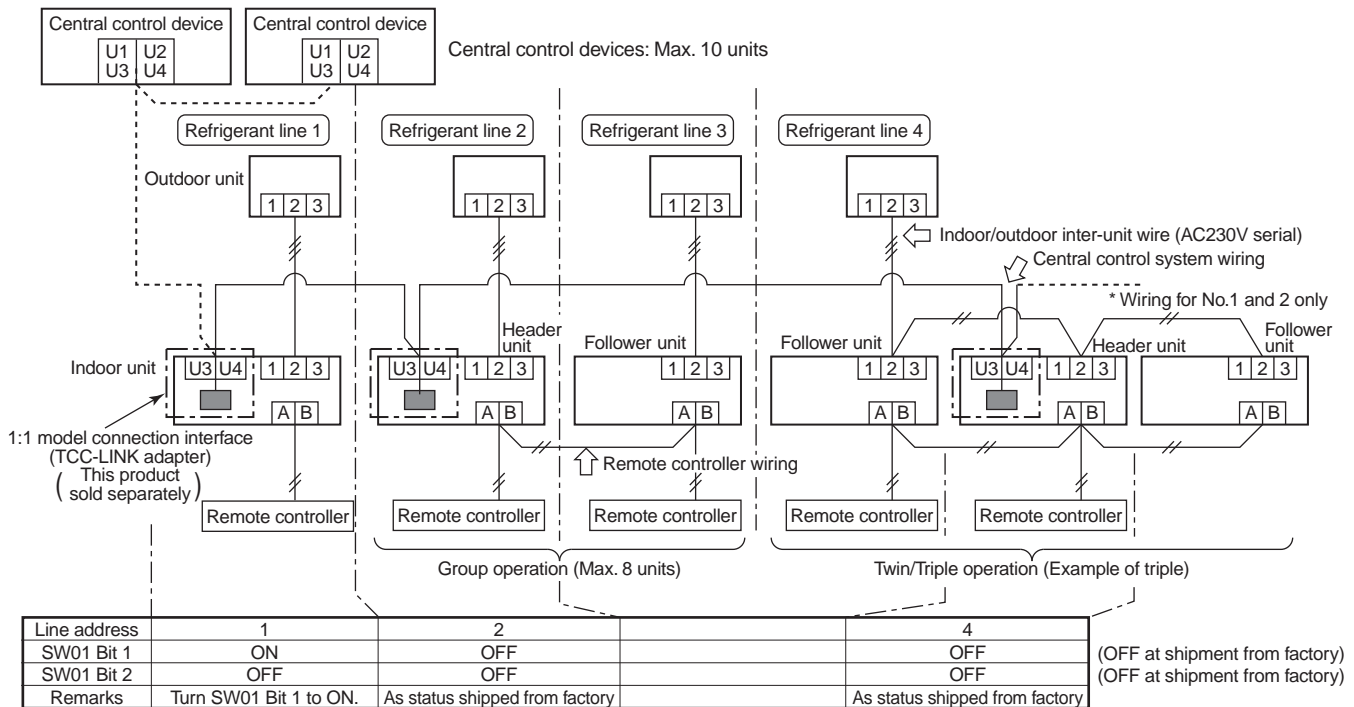 Central control device
U1 U2
U3 U4
Central control device
U1 U2
U3 U4
Central control devices: Max. 10 units
Refrigerant line 1
Refrigerant line 2
Refrigerant line 3
Refrigerant line 4
Outdoor unit
1 2 3
1 2 3
1 2 3
1 2 3
Indoor/outdoor inter-unit wire (AC230V serial)
Central control system wiring
* Wiring for No.1 and 2 only
Indoor unit
U3 U4
1 2 3
A B
Header
unit
U3 U4
1 2 3
A B
Follower unit
1 2 3
A B
Follower unit
1 2 3
A B
Header unit
U3 U4
1 2 3
A B
Follower
unit
1 2 3
A B
1:1 model connection interface
(TCC-LINK adapter)
( This product
sold separately )
Remote controller wiring
Remote controller
Remote controller
Remote controller
Remote controller
Remote controller
Group operation (Max. 8 units)
Twin/Triple operation (Example of triple)
Line address 1 2 4
SW01 Bit 1 ON OFF OFF (OFF at shipment from factory)
SW01 Bit 2 OFF OFF OFF (OFF at shipment from factory)
Remarks Turn SW01 Bit 1 to ON. As status shipped from factory As status shipped from factory